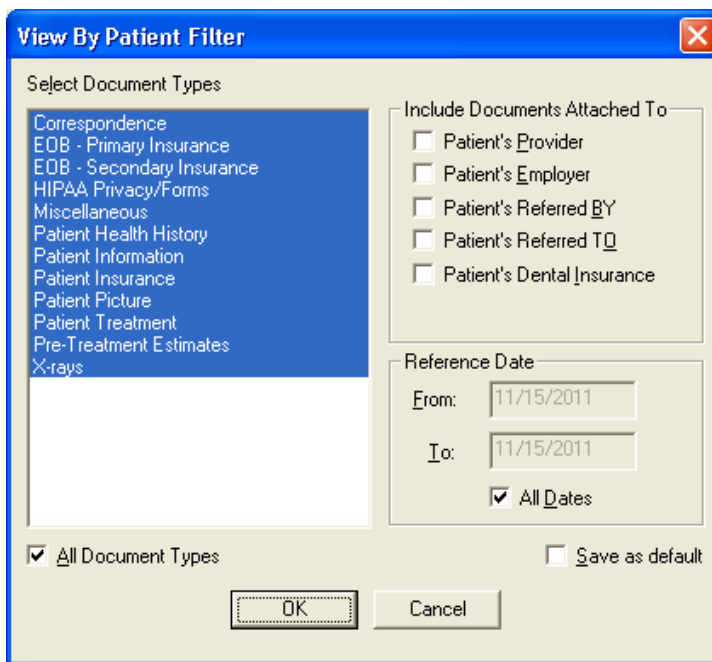 View By Patient Filter
Select Document Types
Correspondence
EOB - Primary Insurance
EOB - Secondary Insurance
HIPAA Privacy/Forms
Miscellaneous
Patient Health History
Patient Information
Patient Insurance
Patient Picture
Patient Treatment
Pre-Treatment Estimates
X-rays
All Document Types
Include Documents Attached To
Patient's Provider
Patient's Employer
Patient's Referred BY
Patient's Referred TO
Patient's Dental Insurance
Reference Date
From: 11/15/2011
To: 11/15/2011
All Dates
Save as default
OK Cancel